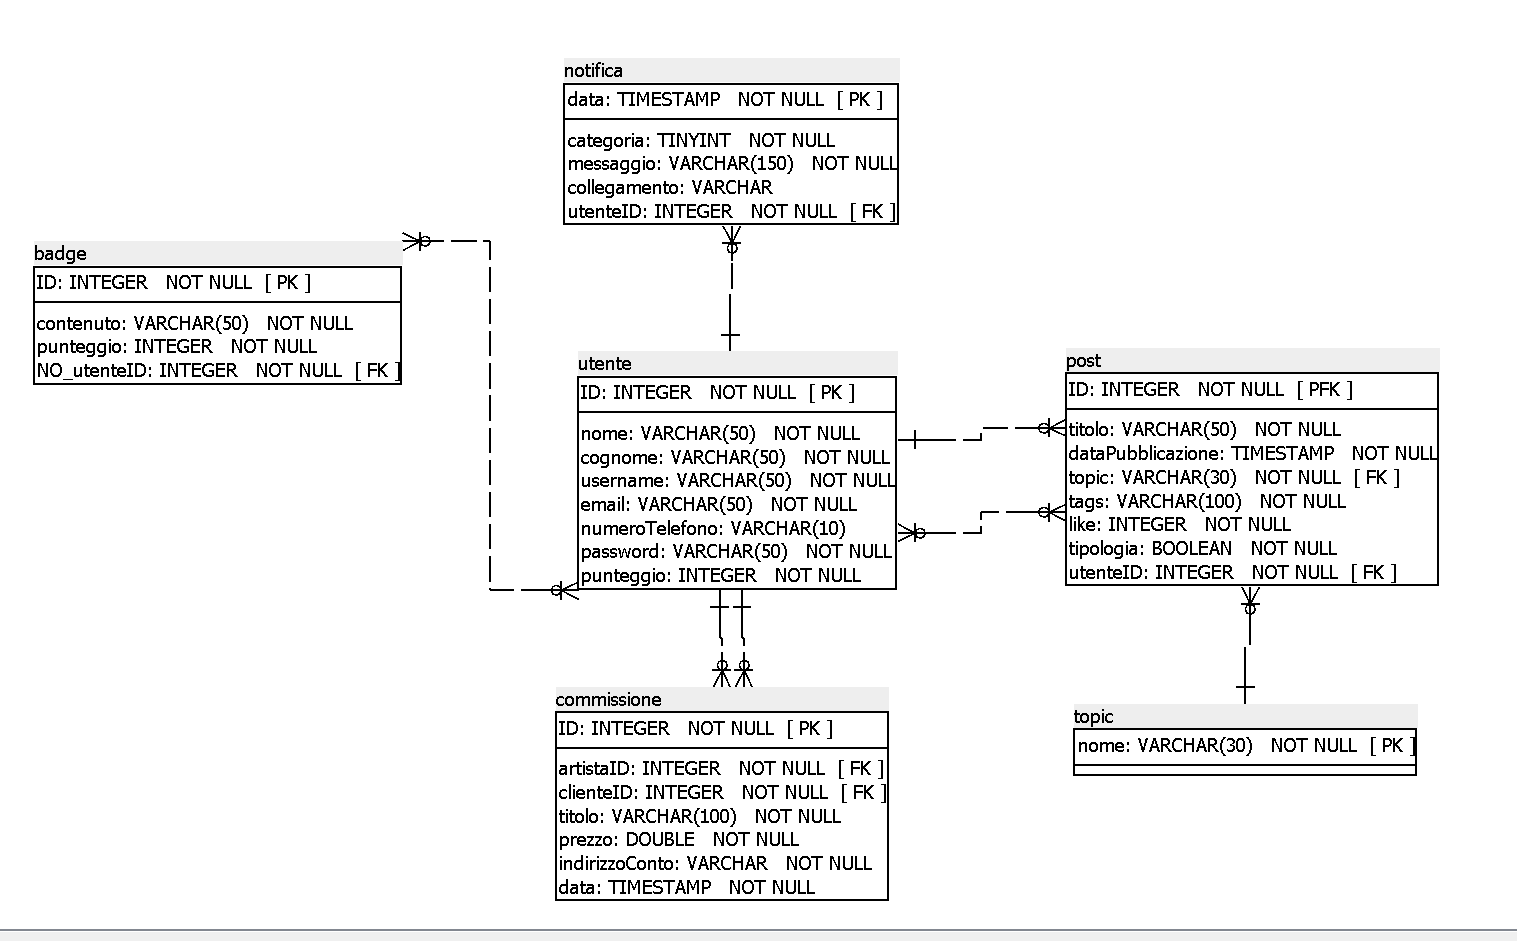 notifica
data: TIMESTAMP NOT NULL [ PK ]
categoria: TINYINT NOT NULL
messaggio: VARCHAR(150) NOT NULL
collegamento: VARCHAR
utenteID: INTEGER NOT NULL [ FK ]
badge
ID: INTEGER NOT NULL [ PK ]
contenuto: VARCHAR(50) NOT NULL
punteggio: INTEGER NOT NULL
NO_utenteID: INTEGER NOT NULL [ FK ]
utente
ID: INTEGER NOT NULL [ PK ]
nome: VARCHAR(50) NOT NULL
cognome: VARCHAR(50) NOT NULL
username: VARCHAR(50) NOT NULL
email: VARCHAR(50) NOT NULL
numeroTelefono: VARCHAR(10)
password: VARCHAR(50) NOT NULL
punteggio: INTEGER NOT NULL
post
ID: INTEGER NOT NULL [ PFK ]
titolo: VARCHAR(50) NOT NULL
dataPubblicazione: TIMESTAMP NOT NULL
topic: VARCHAR(30) NOT NULL [ FK ]
tags: VARCHAR(100) NOT NULL
like: INTEGER NOT NULL
tipologia: BOOLEAN NOT NULL
utenteID: INTEGER NOT NULL [ FK ]
commissione
ID: INTEGER NOT NULL [ PK ]
artistaID: INTEGER NOT NULL [ FK ]
clienteID: INTEGER NOT NULL [ FK ]
titolo: VARCHAR(100) NOT NULL
prezzo: DOUBLE NOT NULL
indirizzoConto: VARCHAR NOT NULL
data: TIMESTAMP NOT NULL
topic
nome: VARCHAR(30) NOT NULL [ PK ]